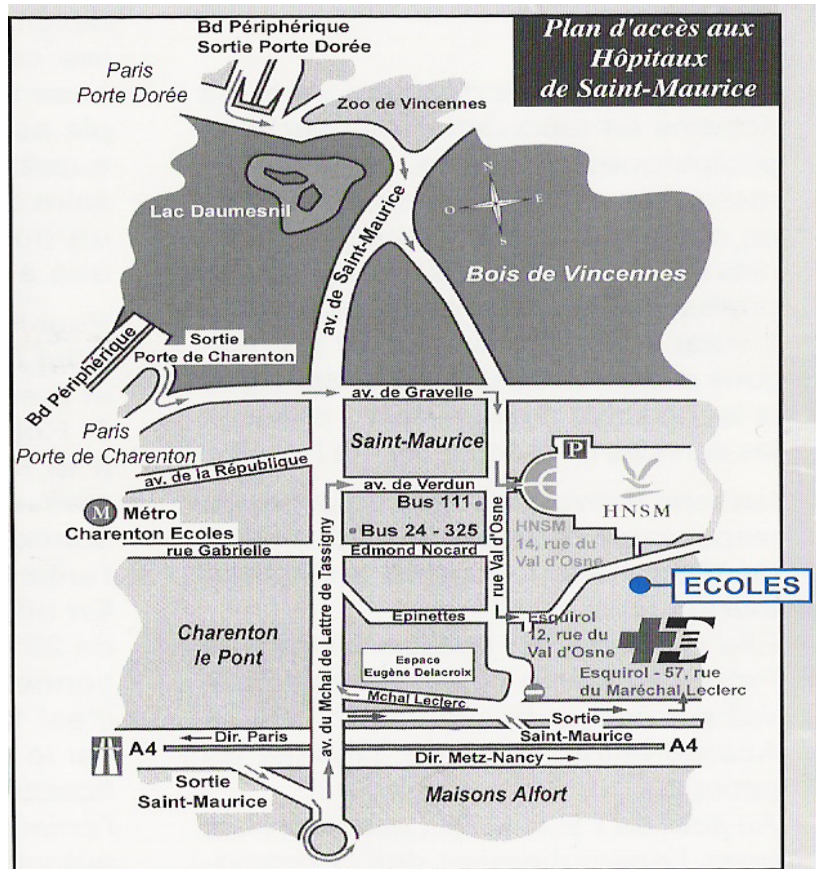 Bd Périphérique
Sortie Porte Dorée
Plan d'accès aux
Hôpitaux
de Saint-Maurice
Paris
Porte Dorée
Zoo de Vincennes
Lac Daumesnil
av. de Saint-Maurice
N
O
E
S
Bois de Vincennes
Bd Périphérique
Sortie
Porte de Charenton
av. de Gravelle
Paris
Porte de Charenton
Saint-Maurice
av. de la République
av. de Verdun
P
HNSM
M Métro
Charenton Ecoles
Bus 111
Bus 24 - 325
rue Val d'Osne
HNSM
14, rue du
Val d'Osne
rue Gabrielle
Edmond Nocard
ECOLES
av. du Mchal de Lattre de Tassigny
Epinettes
Esquirol
12, rue du
Val d'Osne
E
Charenton
le Pont
Espace
Eugène Delacroix
Esquirol - 57, rue
du Maréchal Leclerc
Mchal Leclerc
Sortie
Saint-Maurice
Dir. Paris
A4
A4
Dir. Metz-Nancy
Sortie
Saint-Maurice
Maisons Alfort